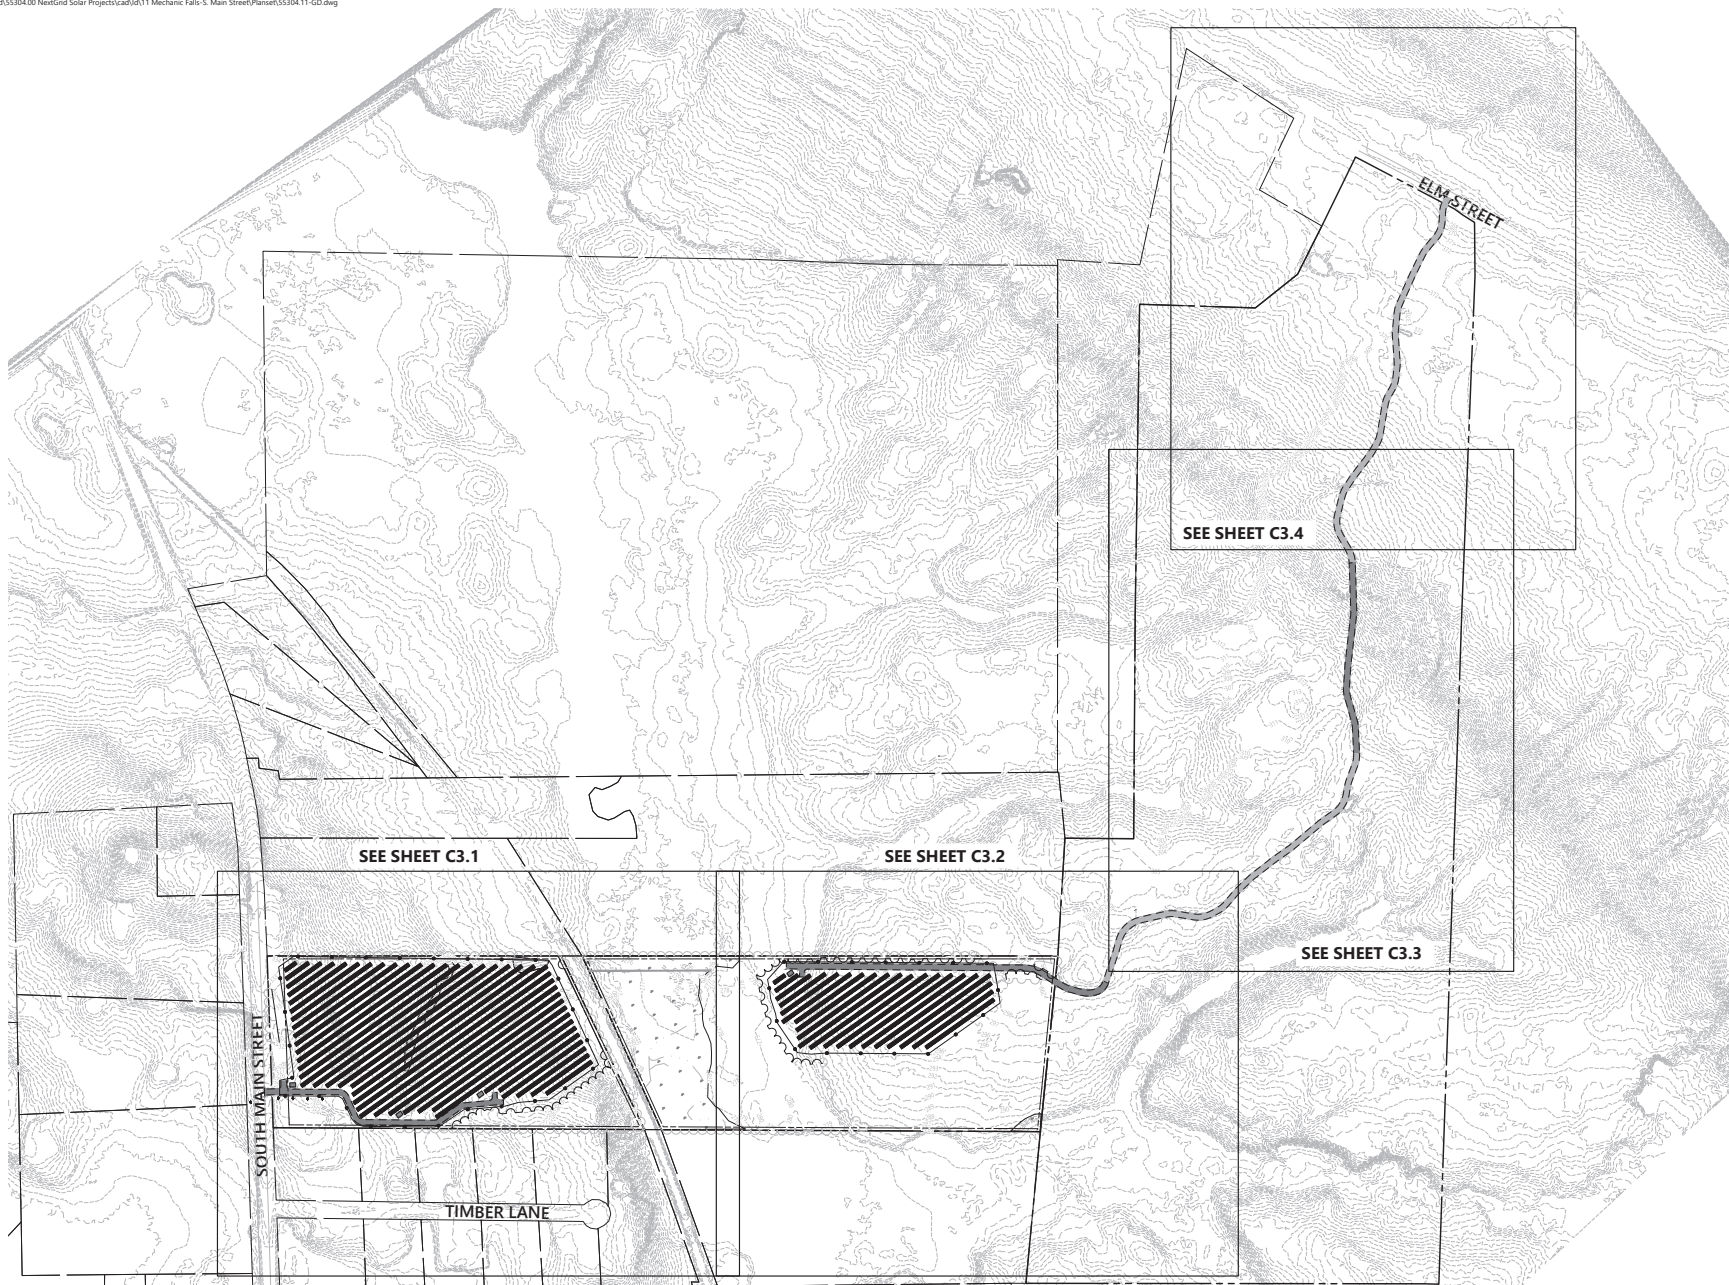 d\55304.00 NextGrid Solar Projects\cad\ld\11 Mechanic Falls-S. Main Street\Planset\55304.11-GD.dwg
ELM STREET
SEE SHEET C3.4
SEE SHEET C3.1
SEE SHEET C3.2
SEE SHEET C3.3
SOUTH MAIN STREET
TIMBER LANE